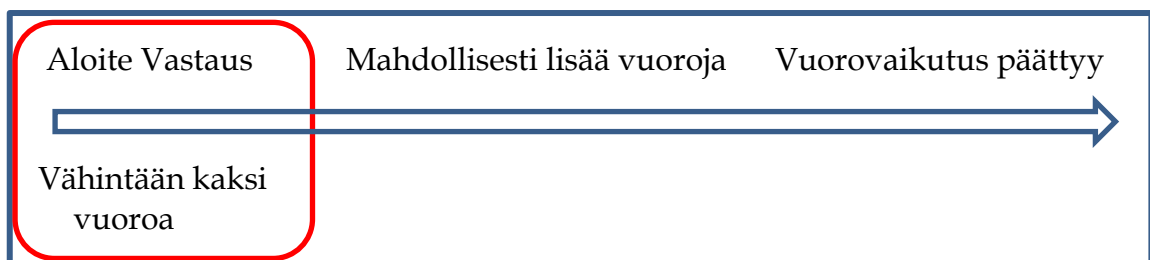 Aloite Vastaus
Mahdollisesti lisää vuoroja
Vuorovaikutus päättyy
Vähintään kaksi
vuoroa